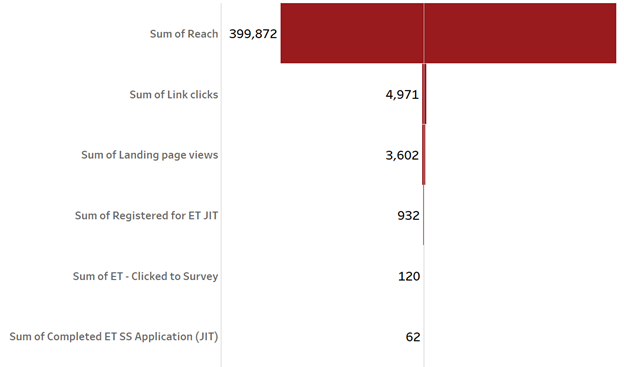 Sum of Reach 399,872
Sum of Link clicks 4,971
Sum of Landing page views 3,602
Sum of Registered for ET JIT 932
Sum of ET - Clicked to Survey 120
Sum of Completed ET SS Application (JIT) 62